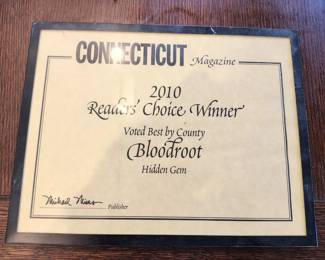 CONNECTICUT
Magazine
2010
Readers' Choice Winner
Voted Best by County
Bloodroot
Hidden Gem
Publisher